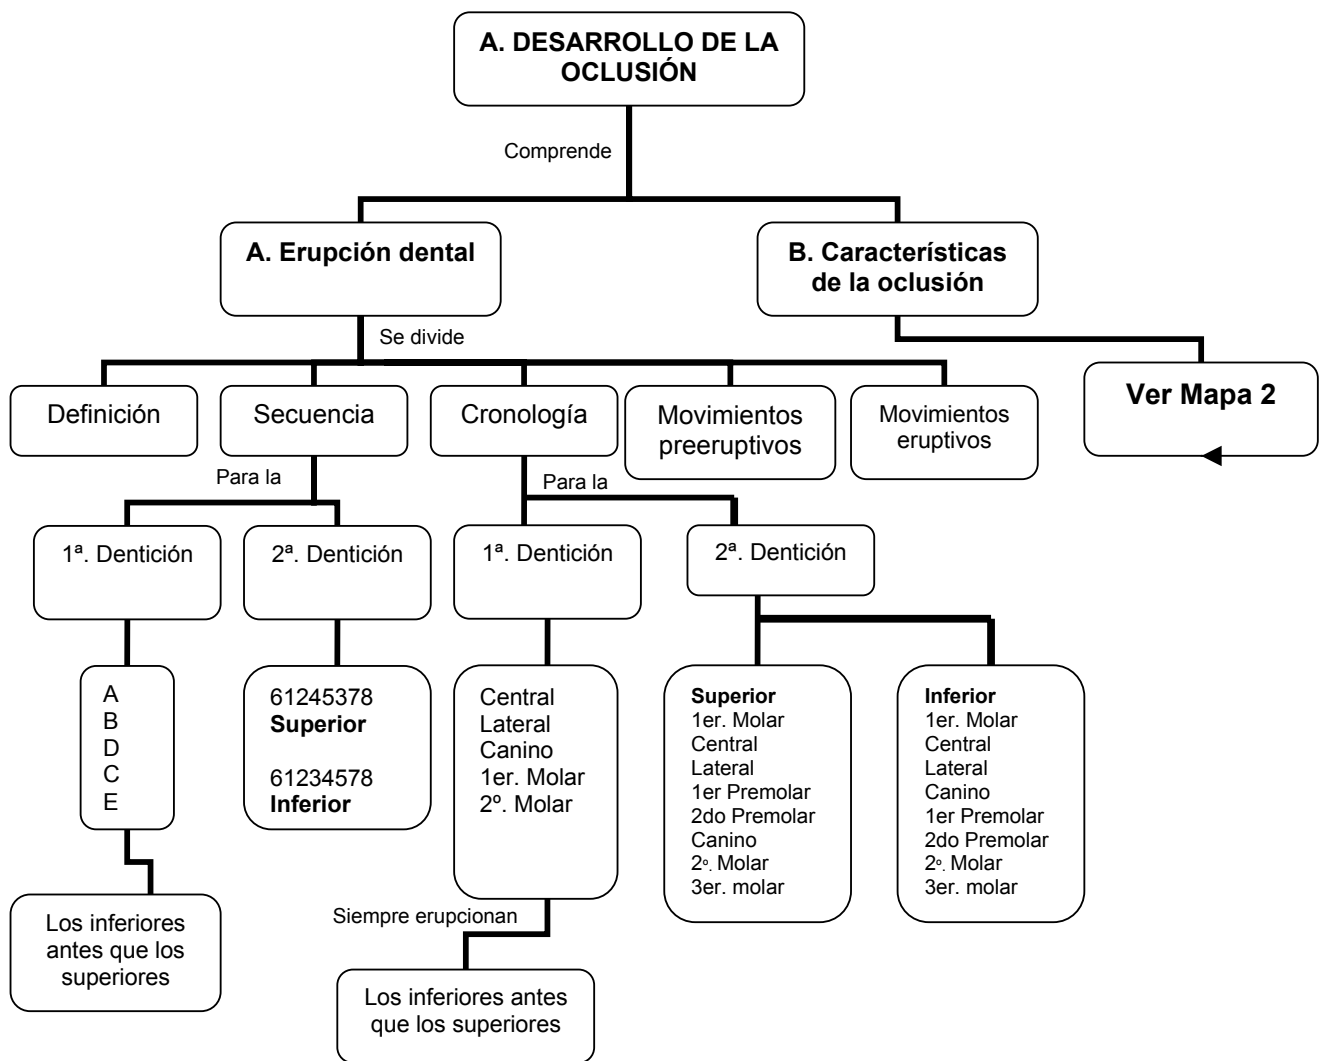 A. DESARROLLO DE LA
OCLUSIÓN
Comprende
A. Erupción dental
B. Característícas
de la oclusión
Se divide
Definición
Secuencia
Cronología
Movimientos
preeruptivos
Movimientos
eruptivos
Ver Mapa 2
Para la
Para la
1ª. Dentición
2ª. Dentición
1ª. Dentición
2ª. Dentición
A
B
D
C
E
61245378
Superior
61234578
Inferior
Central
Lateral
Canino
1er. Molar
2º. Molar
Superior
1er. Molar
Central
Lateral
1er Premolar
2do Premolar
Canino
2º. Molar
3er. molar
Inferior
1er. Molar
Central
Lateral
Canino
1er Premolar
2do Premolar
2º. Molar
3er. molar
Los inferiores
antes que los
superiores
Siempre erupcionan
Los inferiores antes
que los superiores